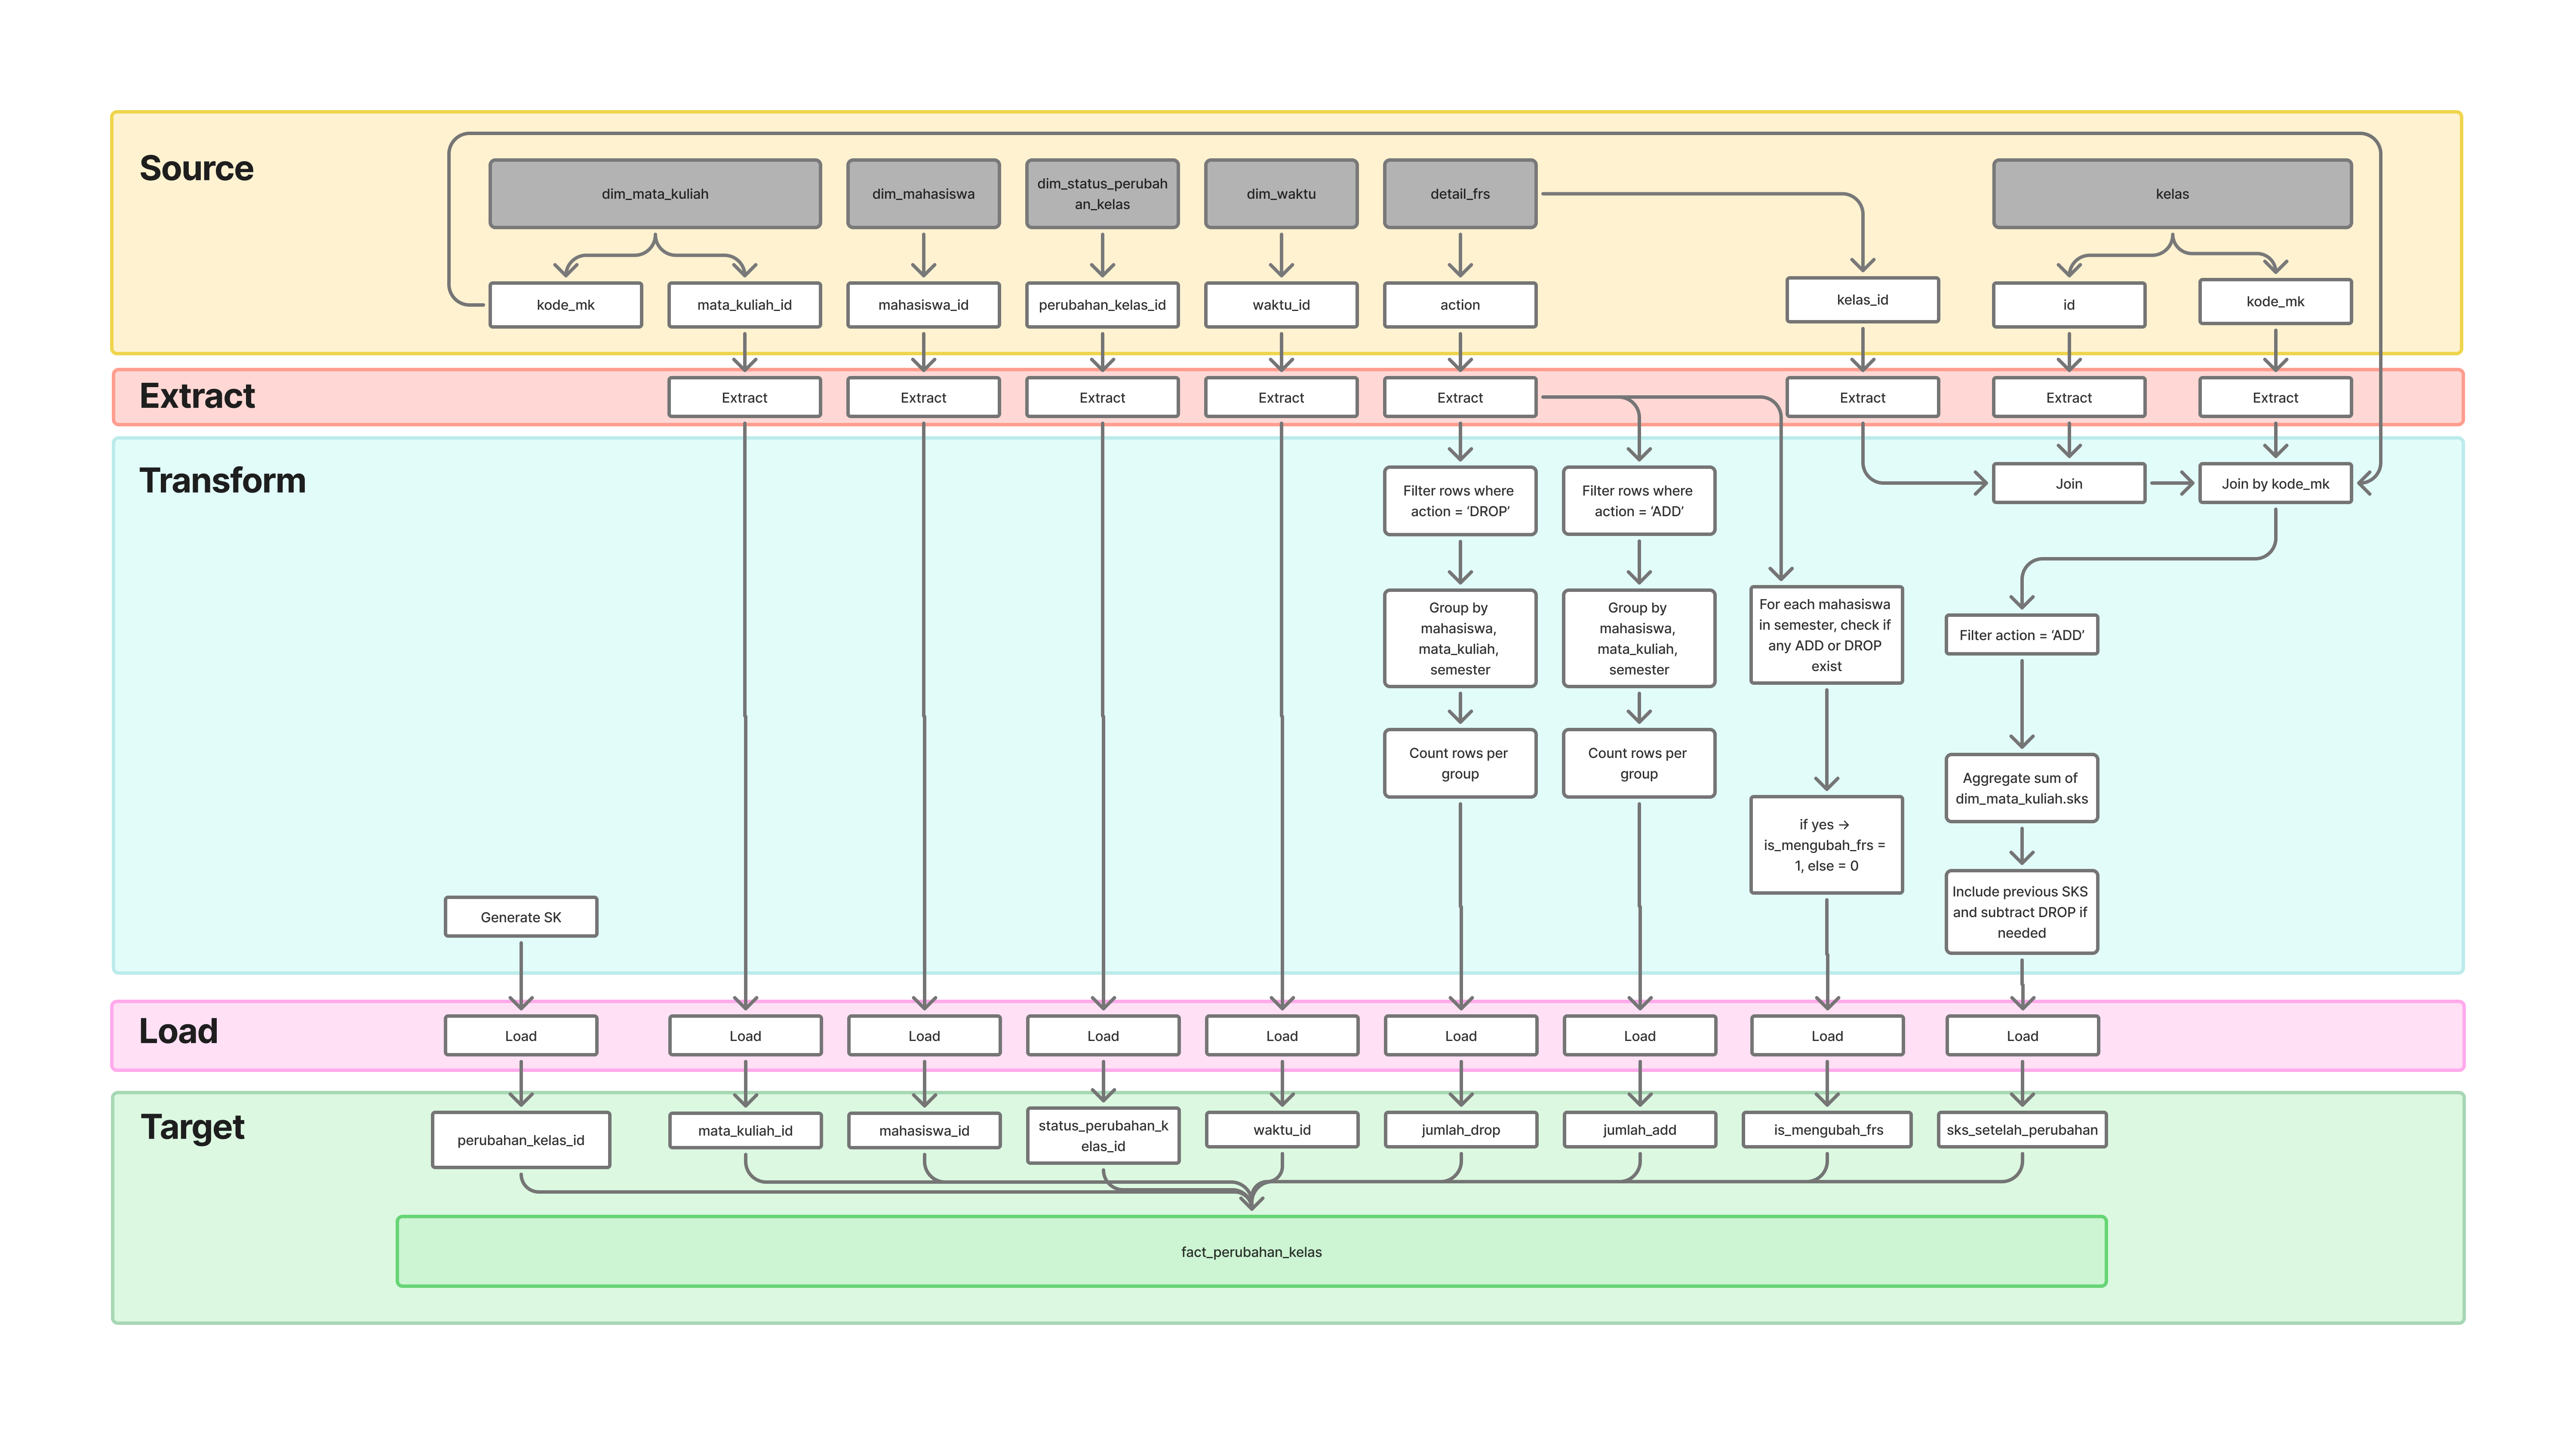 Source
dim_mata_kuliah
dim_mahasiswa
dim_status_perubah
an_kelas
dim_waktu
detail_frs
kelas
kode_mk
mata_kuliah_id
mahasiswa_id
perubahan_kelas_id
waktu_id
action
kelas_id
id
kode_mk
Extract
Extract
Extract
Extract
Extract
Extract
Extract
Extract
Extract
Transform
Filter rows where
action = ‘DROP’
Filter rows where
action = ‘ADD’
Join
Join by kode_mk
Group by
mahasiswa,
mata_kuliah,
semester
Group by
mahasiswa,
mata_kuliah,
semester
For each mahasiswa
in semester, check if
any ADD or DROP
exist
Filter action = ‘ADD’
Count rows per
group
Count rows per
group
if yes →
is_mengubah_frs =
1, else = 0
Aggregate sum of
dim_mata_kuliah.sks
Include previous SKS
and subtract DROP if
needed
Generate SK
Load
Load
Load
Load
Load
Load
Load
Load
Load
Load
Target
perubahan_kelas_id
mata_kuliah_id
mahasiswa_id
status_perubahan_k
elas_id
waktu_id
jumlah_drop
jumlah_add
is_mengubah_frs
sks_setelah_perubahan
fact_perubahan_kelas